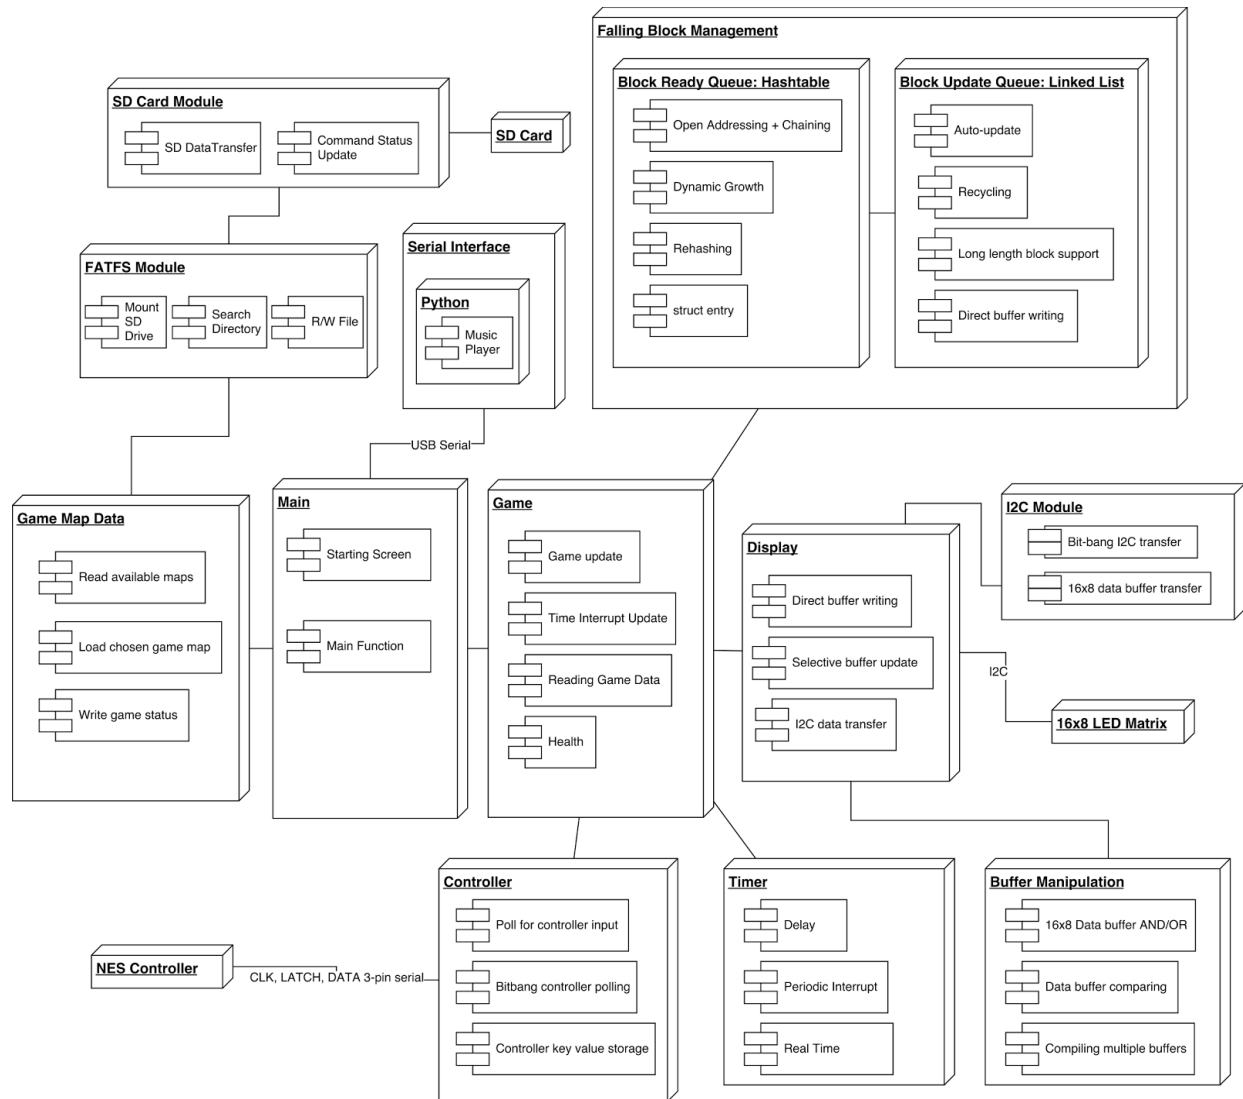 Falling Block Management
Block Ready Queue: Hashtable
Open Addressing + Chaining
Dynamic Growth
Rehashing
struct entry
Block Update Queue: Linked List
Auto-update
Recycling
Long length block support
Direct buffer writing
SD Card Module
SD DataTransfer
Command Status
Update
SD Card
FATFS Module
Mount
SD
Drive
Search
Directory
R/W File
Serial Interface
Python
Music
Player
USB Serial
Game Map Data
Read available maps
Load chosen game map
Write game status
Main
Starting Screen
Main Function
Game
Game update
Time Interrupt Update
Reading Game Data
Health
Display
Direct buffer writing
Selective buffer update
I2C data transfer
I2C Module
Bit-bang I2C transfer
16x8 data buffer transfer
I2C
16x8 LED Matrix
Controller
Poll for controller input
Bitbang controller polling
Controller key value storage
NES Controller
CLK, LATCH, DATA 3-pin serial
Timer
Delay
Periodic Interrupt
Real Time
Buffer Manipulation
16x8 Data buffer AND/OR
Data buffer comparing
Compiling multiple buffers